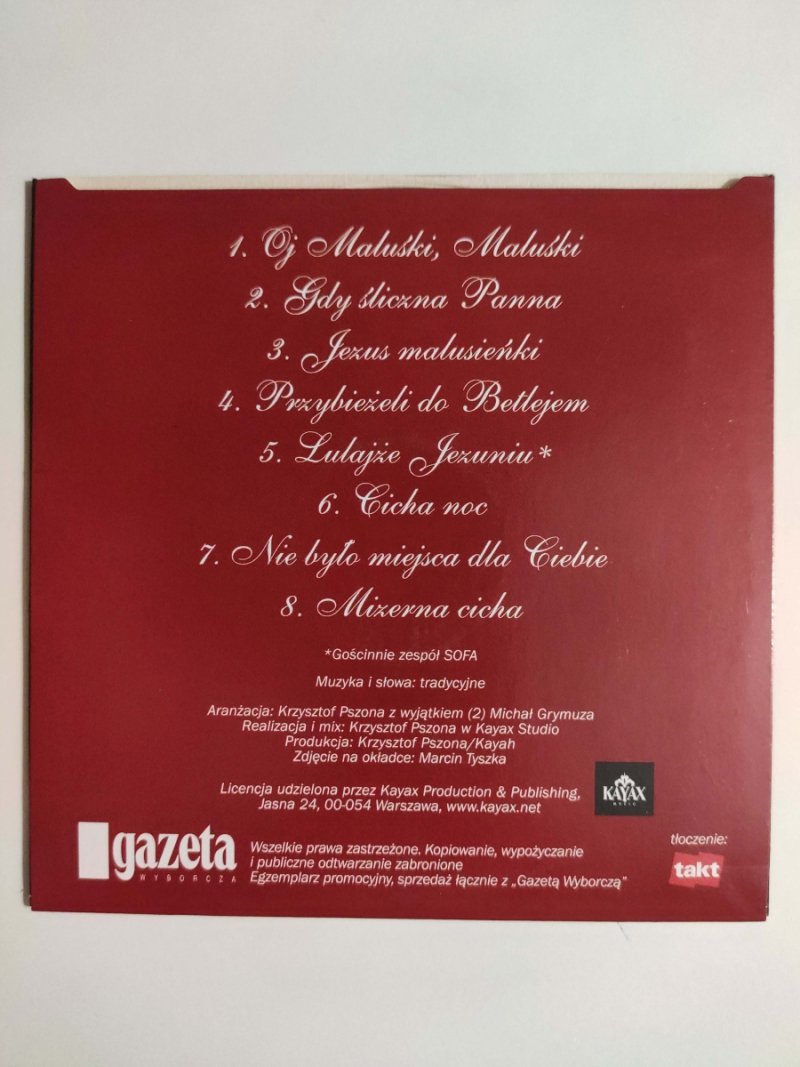 1. Oj Maluśki, Maluśki
2. Gdy śliczna Panna
3. Jezus malusieńki
4. Przybieżeli do Betlejem
5. Lulajże Jezuniu*
6. Cicha noc
7. Nie było miejsca dla Ciebie
8. Mizerna cicha
*Gościnnie zespół SOFA
Muzyka i słowa: tradycyjne
Aranżacja: Krzysztof Pszona z wyjątkiem (2) Michał Grymuza
Realizacja i mix: Krzysztof Pszona w Kayax Studio
Produkcja: Krzysztof Pszona/Kayah
Zdjęcie na okładce: Marcin Tyszka
Licencja udzielona przez Kayax Production & Publishing,
Jasna 24, 00-054 Warszawa, www.kayax.net
KAYAX
MUSIC
gazeta
WYBORCZA
Wszelkie prawa zastrzeżone. Kopiowanie, wypożyczanie
i publiczne odtwarzanie zabronione
Egzemplarz promocyjny, sprzedaż łącznie z „Gazetą Wyborczą”
tłoczenie:
takt